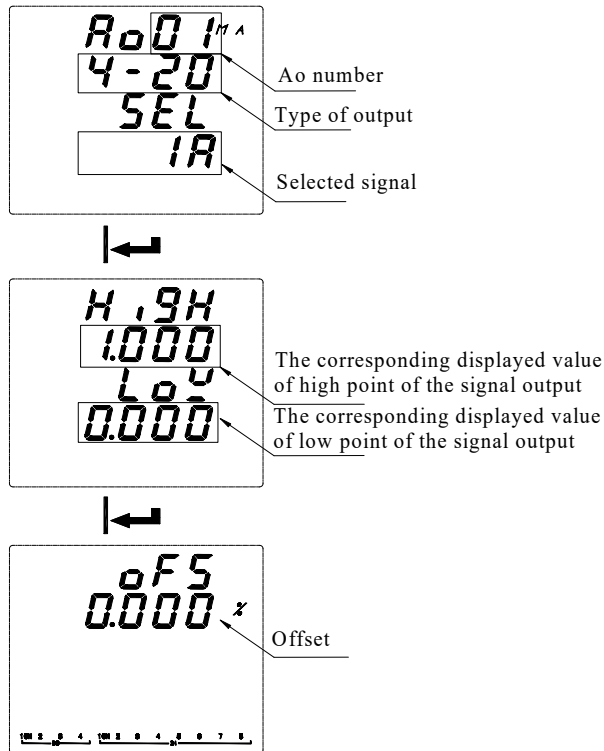 Ao01 MA
4-20
SEL
IA
Ao number
Type of output
Selected signal
HigH
1.000
LoW
0.000
The corresponding displayed value
of high point of the signal output
The corresponding displayed value
of low point of the signal output
oFS
0.000 %
Offset